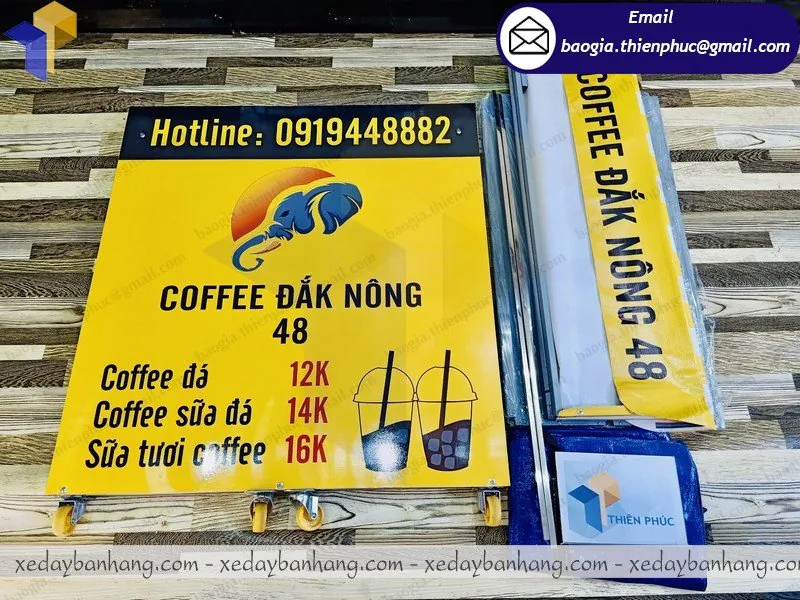 Email
baogia.thienphuc@gmail.com
Hotline: 0919448882
COFFEE ĐẮK NÔNG
48
Coffee đá 12K
Coffee sữa đá 14K
Sữa tươi coffee 16K
COFFEE ĐẮK NÔNG 48
THIÊN PHÚC
xedaybanhang.com - xedaybanhang.com - xedaybanhang.com - xedaybanhang.com